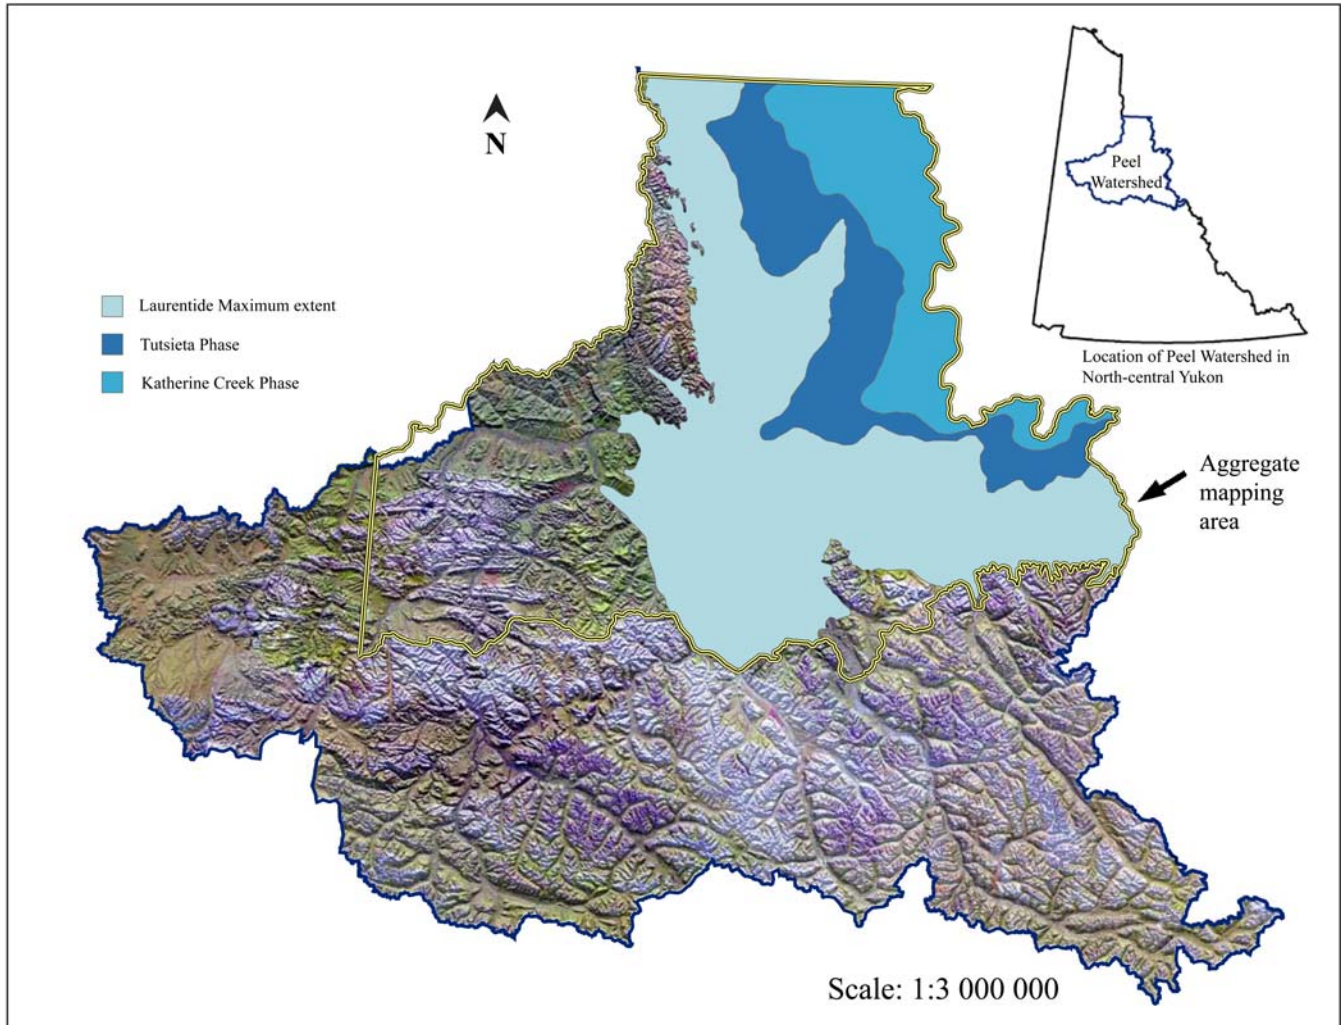 N
Peel
Watershed
Laurentide Maximum extent
Tutsieta Phase
Katherine Creek Phase
Location of Peel Watershed in
North-central Yukon
Aggregate
mapping
area
Scale: 1:3 000 000